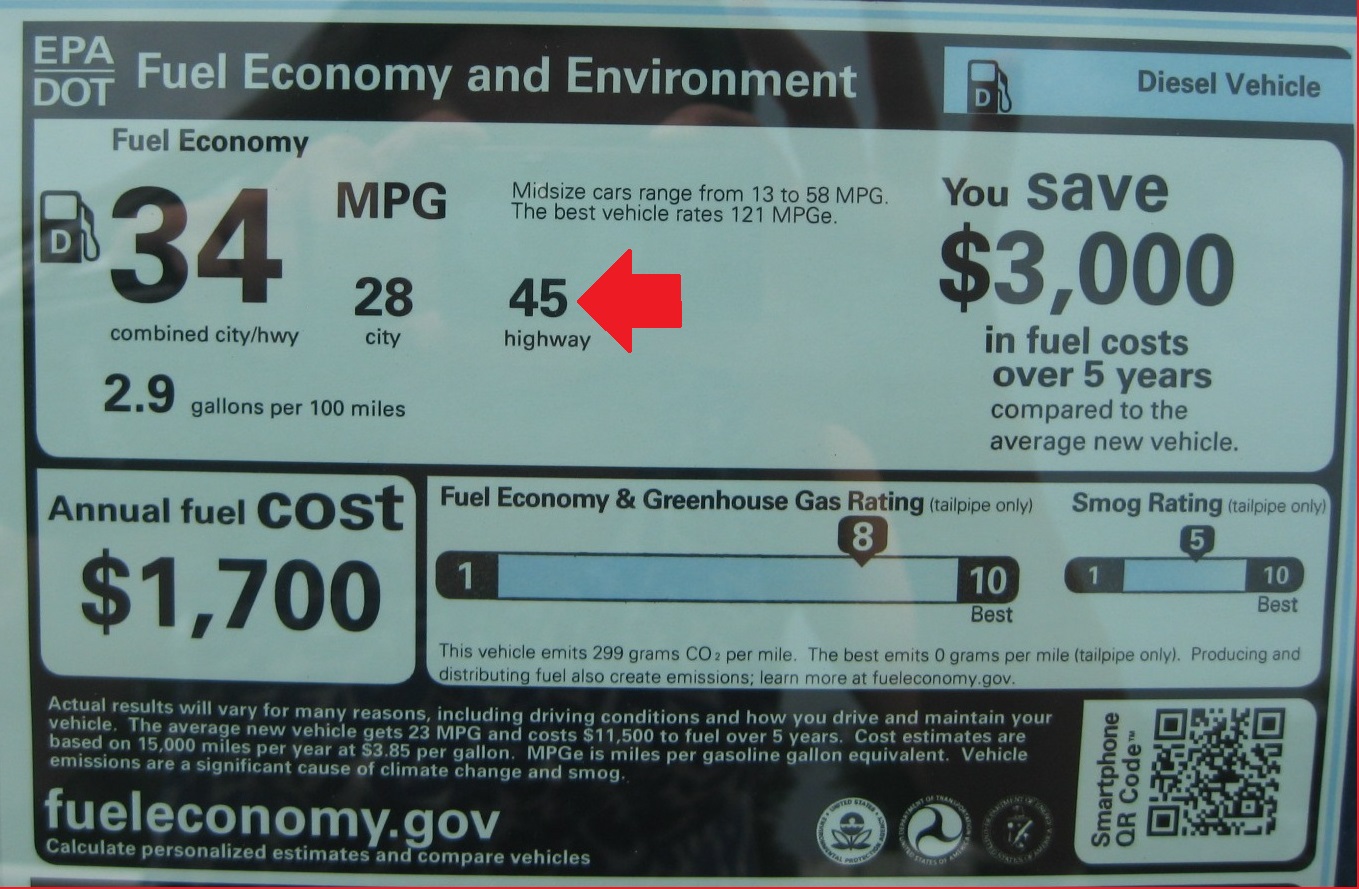 EPA
DOT
Fuel Economy and Environment
D
Diesel Vehicle
Fuel Economy
D
34
MPG
Midsize cars range from 13 to 58 MPG.
The best vehicle rates 121 MPGe.
28
45
combined city/hwy
city
highway
2.9 gallons per 100 miles
You save
$3,000
in fuel costs
over 5 years
compared to the
average new vehicle.
Annual fuel cost
$1,700
Fuel Economy & Greenhouse Gas Rating (tailpipe only)
8
1
10
Best
Smog Rating (tailpipe only)
5
1
10
Best
This vehicle emits 299 grams CO₂ per mile. The best emits 0 grams per mile (tailpipe only). Producing and
distributing fuel also create emissions; learn more at fueleconomy.gov.
Actual results will vary for many reasons, including driving conditions and how you drive and maintain your
vehicle. The average new vehicle gets 23 MPG and costs $11,500 to fuel over 5 years. Cost estimates are
based on 15,000 miles per year at $3.85 per gallon. MPGe is miles per gasoline gallon equivalent. Vehicle
emissions are a significant cause of climate change and smog.
fueleconomy.gov
Calculate personalized estimates and compare vehicles
Smartphone
QR Code™